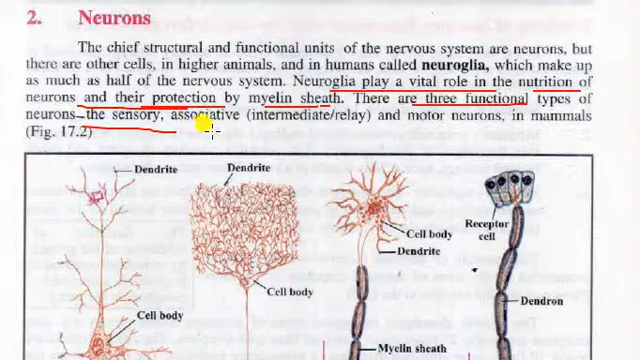 2. Neurons
The chief structural and functional units of the nervous system are neurons, but
there are other cells, in higher animals, and in humans called neuroglia, which make up
as much as half of the nervous system. Neuroglia play a vital role in the nutrition of
neurons and their protection by myelin sheath. There are three functional types of
neurons–the sensory, associative (intermediate/relay) and motor neurons, in mammals
(Fig. 17.2)
Dendrite
Dendrite
Receptor
cell
Cell body
Dendrite
Cell body
Dendron
Cell body
Myelin sheath